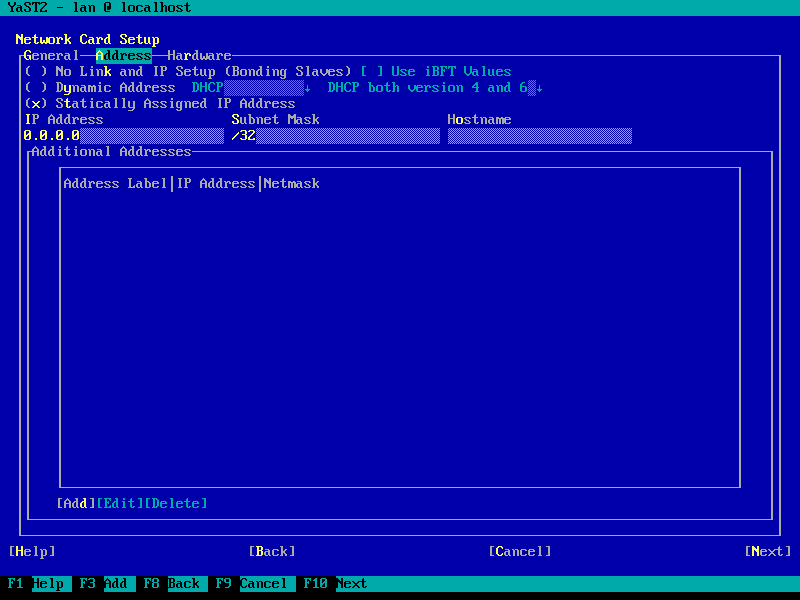 YaST2 - lan @ localhost
Network Card Setup
General Address Hardware
( ) No Link and IP Setup (Bonding Slaves) [ ] Use iBFT Values
( ) Dynamic Address DHCP↓ DHCP both version 4 and 6↓
(x) Statically Assigned IP Address
IP Address Subnet Mask Hostname
0.0.0.0 /32
Additional Addresses
Address Label|IP Address|Netmask
[Add][Edit][Delete]
[Help] [Back] [Cancel] [Next]
F1 Help F3 Add F8 Back F9 Cancel F10 Next